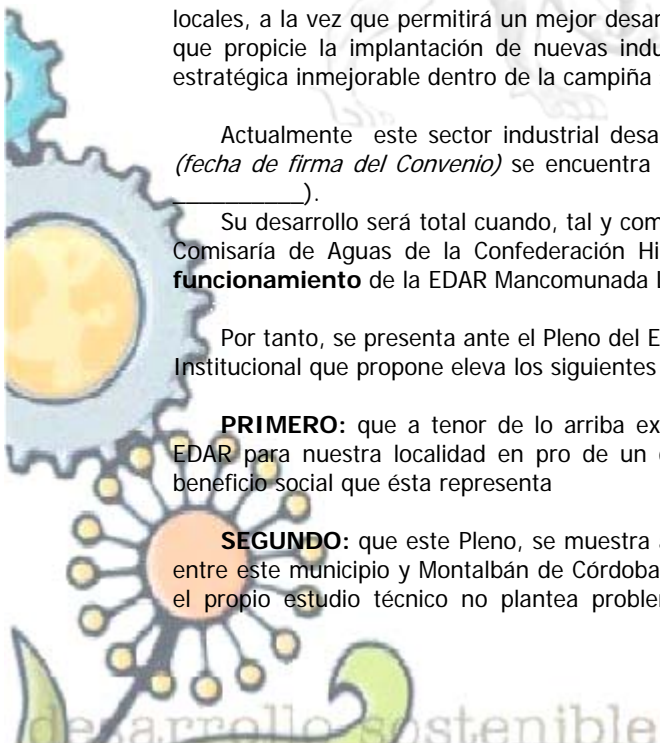 locales, a la vez que permitirá un mejor desar
que propicie la implantación de nuevas indu
estratégica inmejorable dentro de la campiña
Actualmente este sector industrial desa
(fecha de firma del Convenio) se encuentra
___________).
Su desarrollo será total cuando, tal y com
Comisaría de Aguas de la Confederación Hi
funcionamiento de la EDAR Mancomunada
Por tanto, se presenta ante el Pleno del E
Institucional que propone eleva los siguientes
PRIMERO: que a tenor de lo arriba ex
EDAR para nuestra localidad en pro de un
beneficio social que ésta representa
SEGUNDO: que este Pleno, se muestra
entre este municipio y Montalbán de Córdoba
el propio estudio técnico no plantea proble
desarrollo sostenible